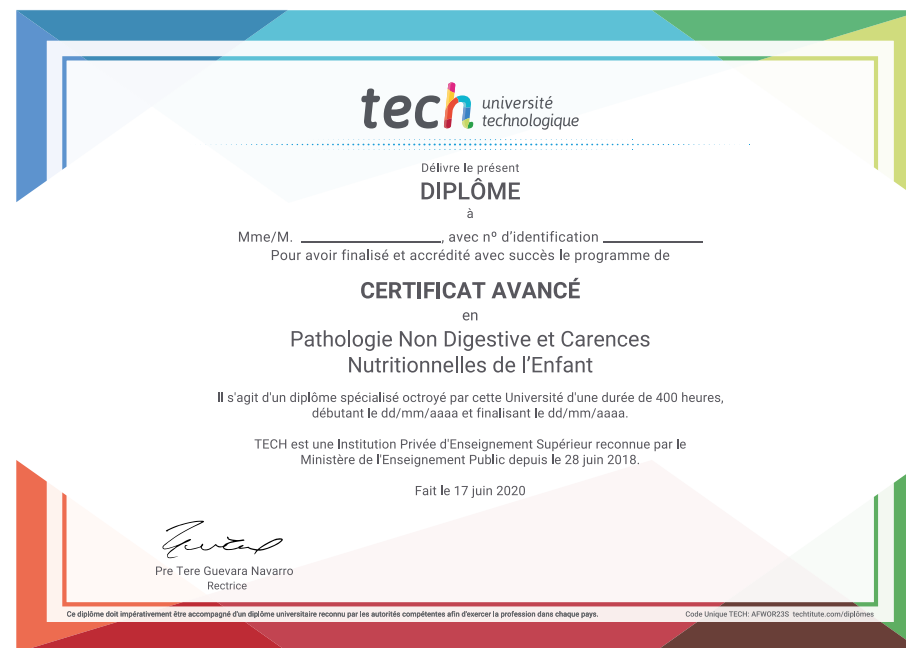 tech université
technologique
Délivre le présent
DIPLÔME
à
Mme/M. ____________________, avec nº d'identification ______________
Pour avoir finalisé et accrédité avec succès le programme de
CERTIFICAT AVANCÉ
en
Pathologie Non Digestive et Carences
Nutritionnelles de l'Enfant
Il s'agit d'un diplôme spécialisé octroyé par cette Université d'une durée de 400 heures,
débutant le dd/mm/aaaa et finalisant le dd/mm/aaaa.
TECH est une Institution Privée d'Enseignement Supérieur reconnue par le
Ministère de l'Enseignement Public depuis le 28 juin 2018.
Fait le 17 juin 2020
Pre Tere Guevara Navarro
Rectrice
Ce diplôme doit impérativement être accompagné d'un diplôme universitaire reconnu par les autorités compétentes afin d'exercer la profession dans chaque pays.
Code Unique TECH: AFWOR23S techtitute.com/diplômes